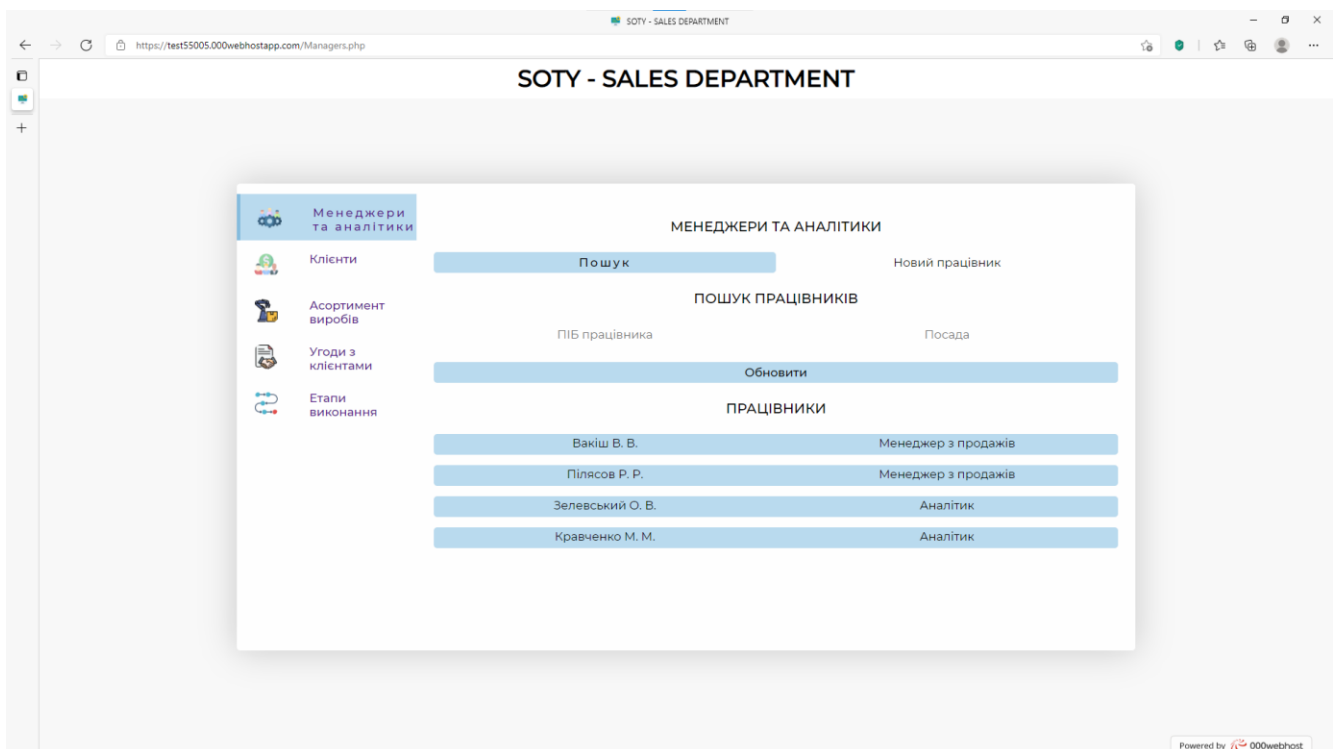 SOTY - SALES DEPARTMENT
https://test55005.000webhostapp.com/Managers.php
SOTY - SALES DEPARTMENT
Менеджери
та аналітики
Клієнти
Асортимент
виробів
Угоди з
клієнтами
Етапи
виконання
МЕНЕДЖЕРИ ТА АНАЛІТИКИ
Пошук Новий працівник
ПОШУК ПРАЦІВНИКІВ
ПІБ працівника Посада
Обновити
ПРАЦІВНИКИ
Вакіш В. В. Менеджер з продажів
Пілясов Р. Р. Менеджер з продажів
Зелевський О. В. Аналітик
Кравченко М. М. Аналітик
Powered by 000webhost